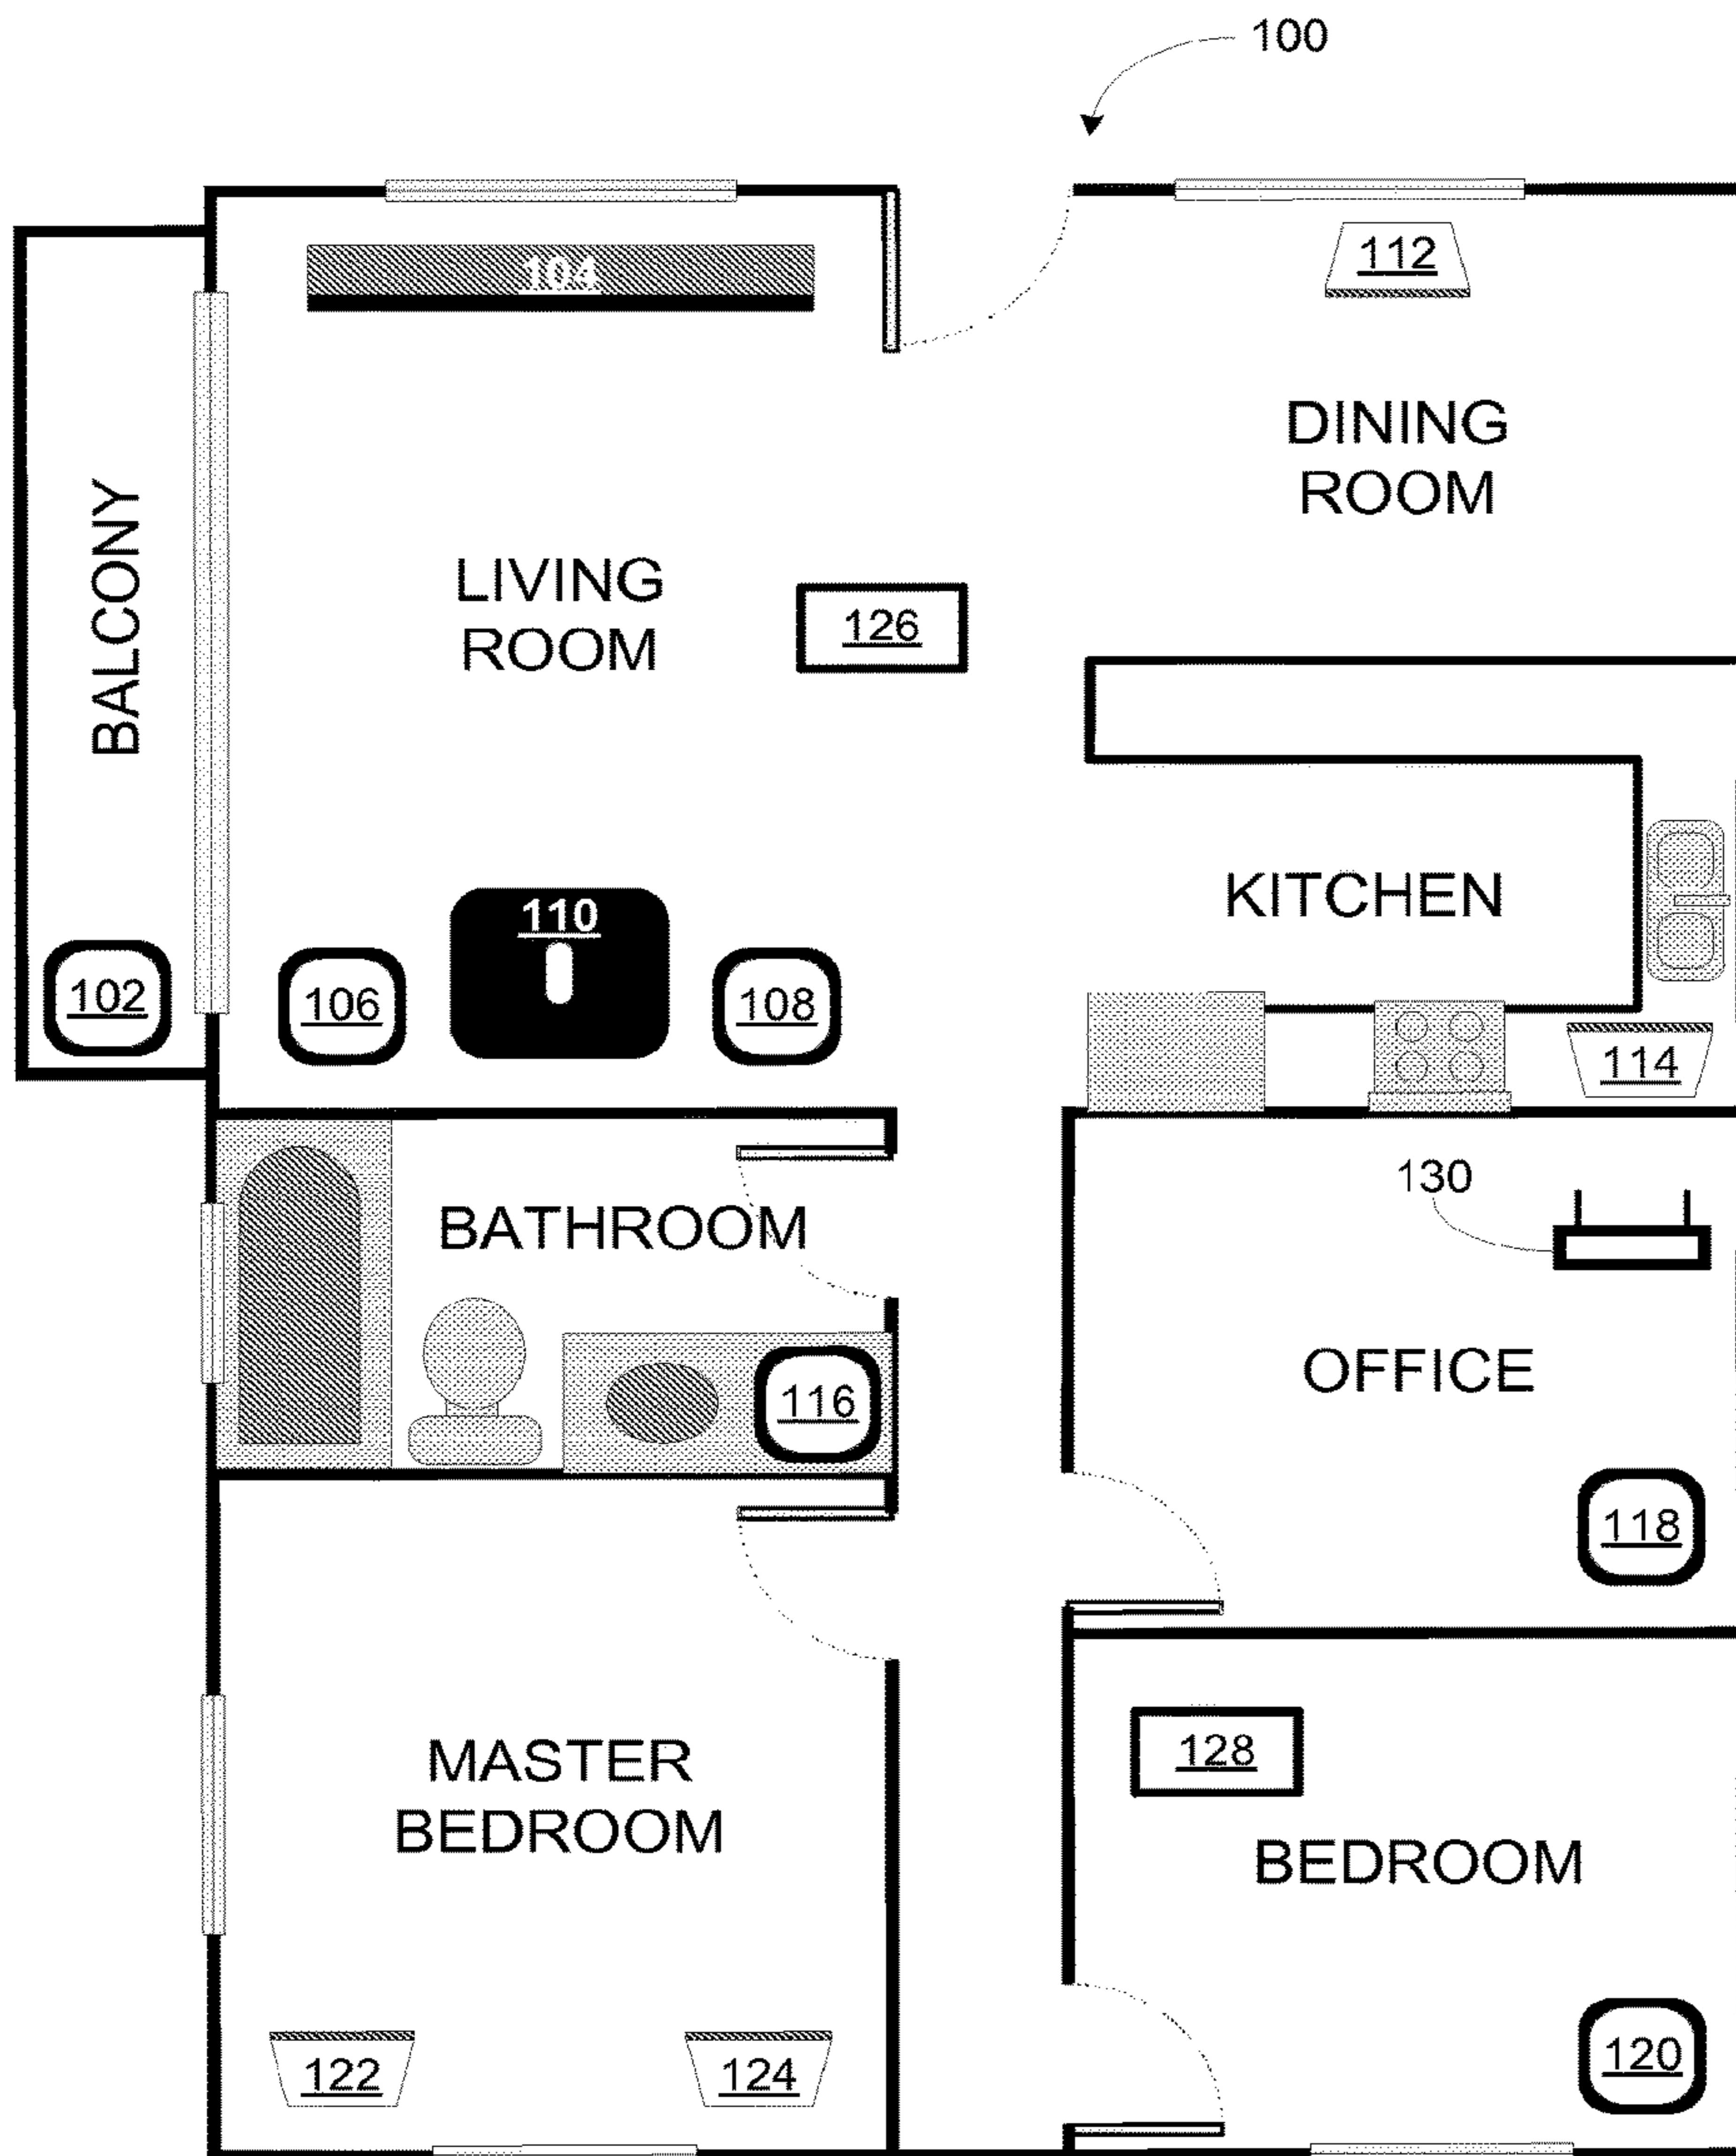 100
104
112
DINING
ROOM
BALCONY
LIVING
ROOM
126
KITCHEN
110
102
106
108
114
130
BATHROOM
OFFICE
116
118
128
MASTER
BEDROOM
BEDROOM
122
124
120